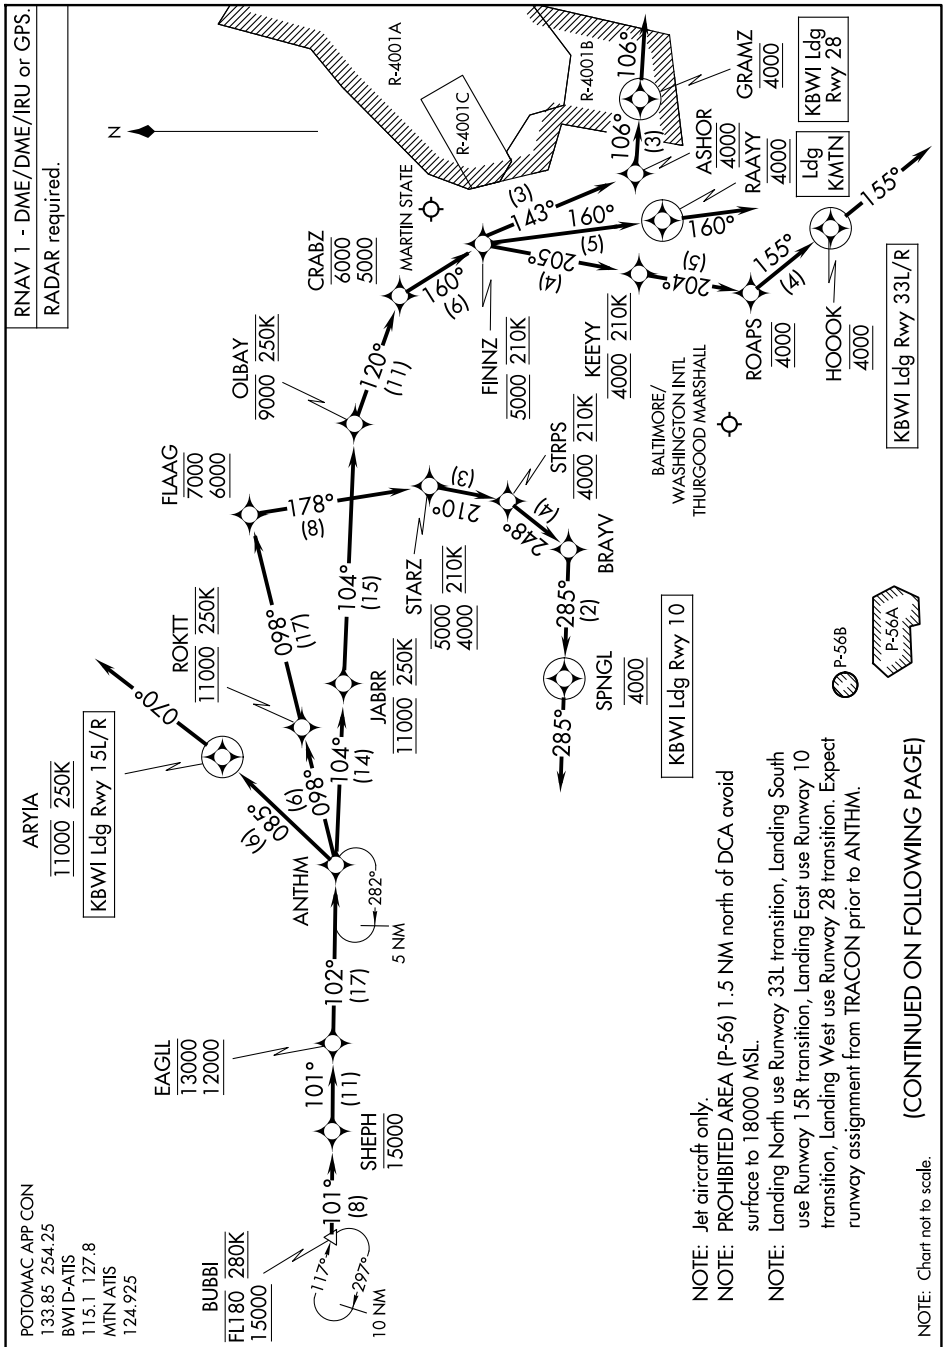 RNAV 1 - DME/DME/IRU or GPS.
RADAR required.
POTOMAC APP CON
133.85 254.25
BWI D-ATIS
115.1 127.8
MTN ATIS
124.925
N
BUBBI
FL180 280K
15000
117°
297°
10 NM
101°
(8)
SHEPH
15000
101°
(11)
EAGLL
13000
12000
102°
(17)
ANTHM
282°
5 NM
ARYIA
11000 250K
KBWI Ldg Rwy 15L/R
085°
(6)
070°
098°
(6)
ROKTT
11000 250K
098°
(17)
FLAAG
7000
6000
178°
(8)
104°
(14)
JABRR
11000 250K
104°
(15)
OLBAY
9000 250K
120°
(11)
CRABZ
6000
5000
MARTIN STATE
160°
(6)
FINNZ
5000 210K
143°
(3)
160°
(5)
205°
(4)
KEEYY
4000 210K
204°
(5)
ROAPS
4000
155°
(4)
HOOOK
4000
155°
KBWI Ldg Rwy 33L/R
RAAYY
4000
160°
Ldg
KMTN
ASHOR
4000
106°
(3)
GRAMZ
4000
106°
KBWI Ldg
Rwy 28
R-4001A
R-4001C
R-4001B
STARZ
5000 210K
4000
210°
(3)
STRPS
4000 210K
248°
(4)
BRAYV
285°
(2)
SPNGL
4000
285°
KBWI Ldg Rwy 10
BALTIMORE/
WASHINGTON INTL
THURGOOD MARSHALL
P-56B
P-56A
NOTE: Jet aircraft only.
NOTE: PROHIBITED AREA (P-56) 1.5 NM north of DCA avoid
surface to 18000 MSL.
NOTE: Landing North use Runway 33L transition, Landing South
use Runway 15R transition, Landing East use Runway 10
transition, Landing West use Runway 28 transition. Expect
runway assignment from TRACON prior to ANTHM.
(CONTINUED ON FOLLOWING PAGE)
NOTE: Chart not to scale.